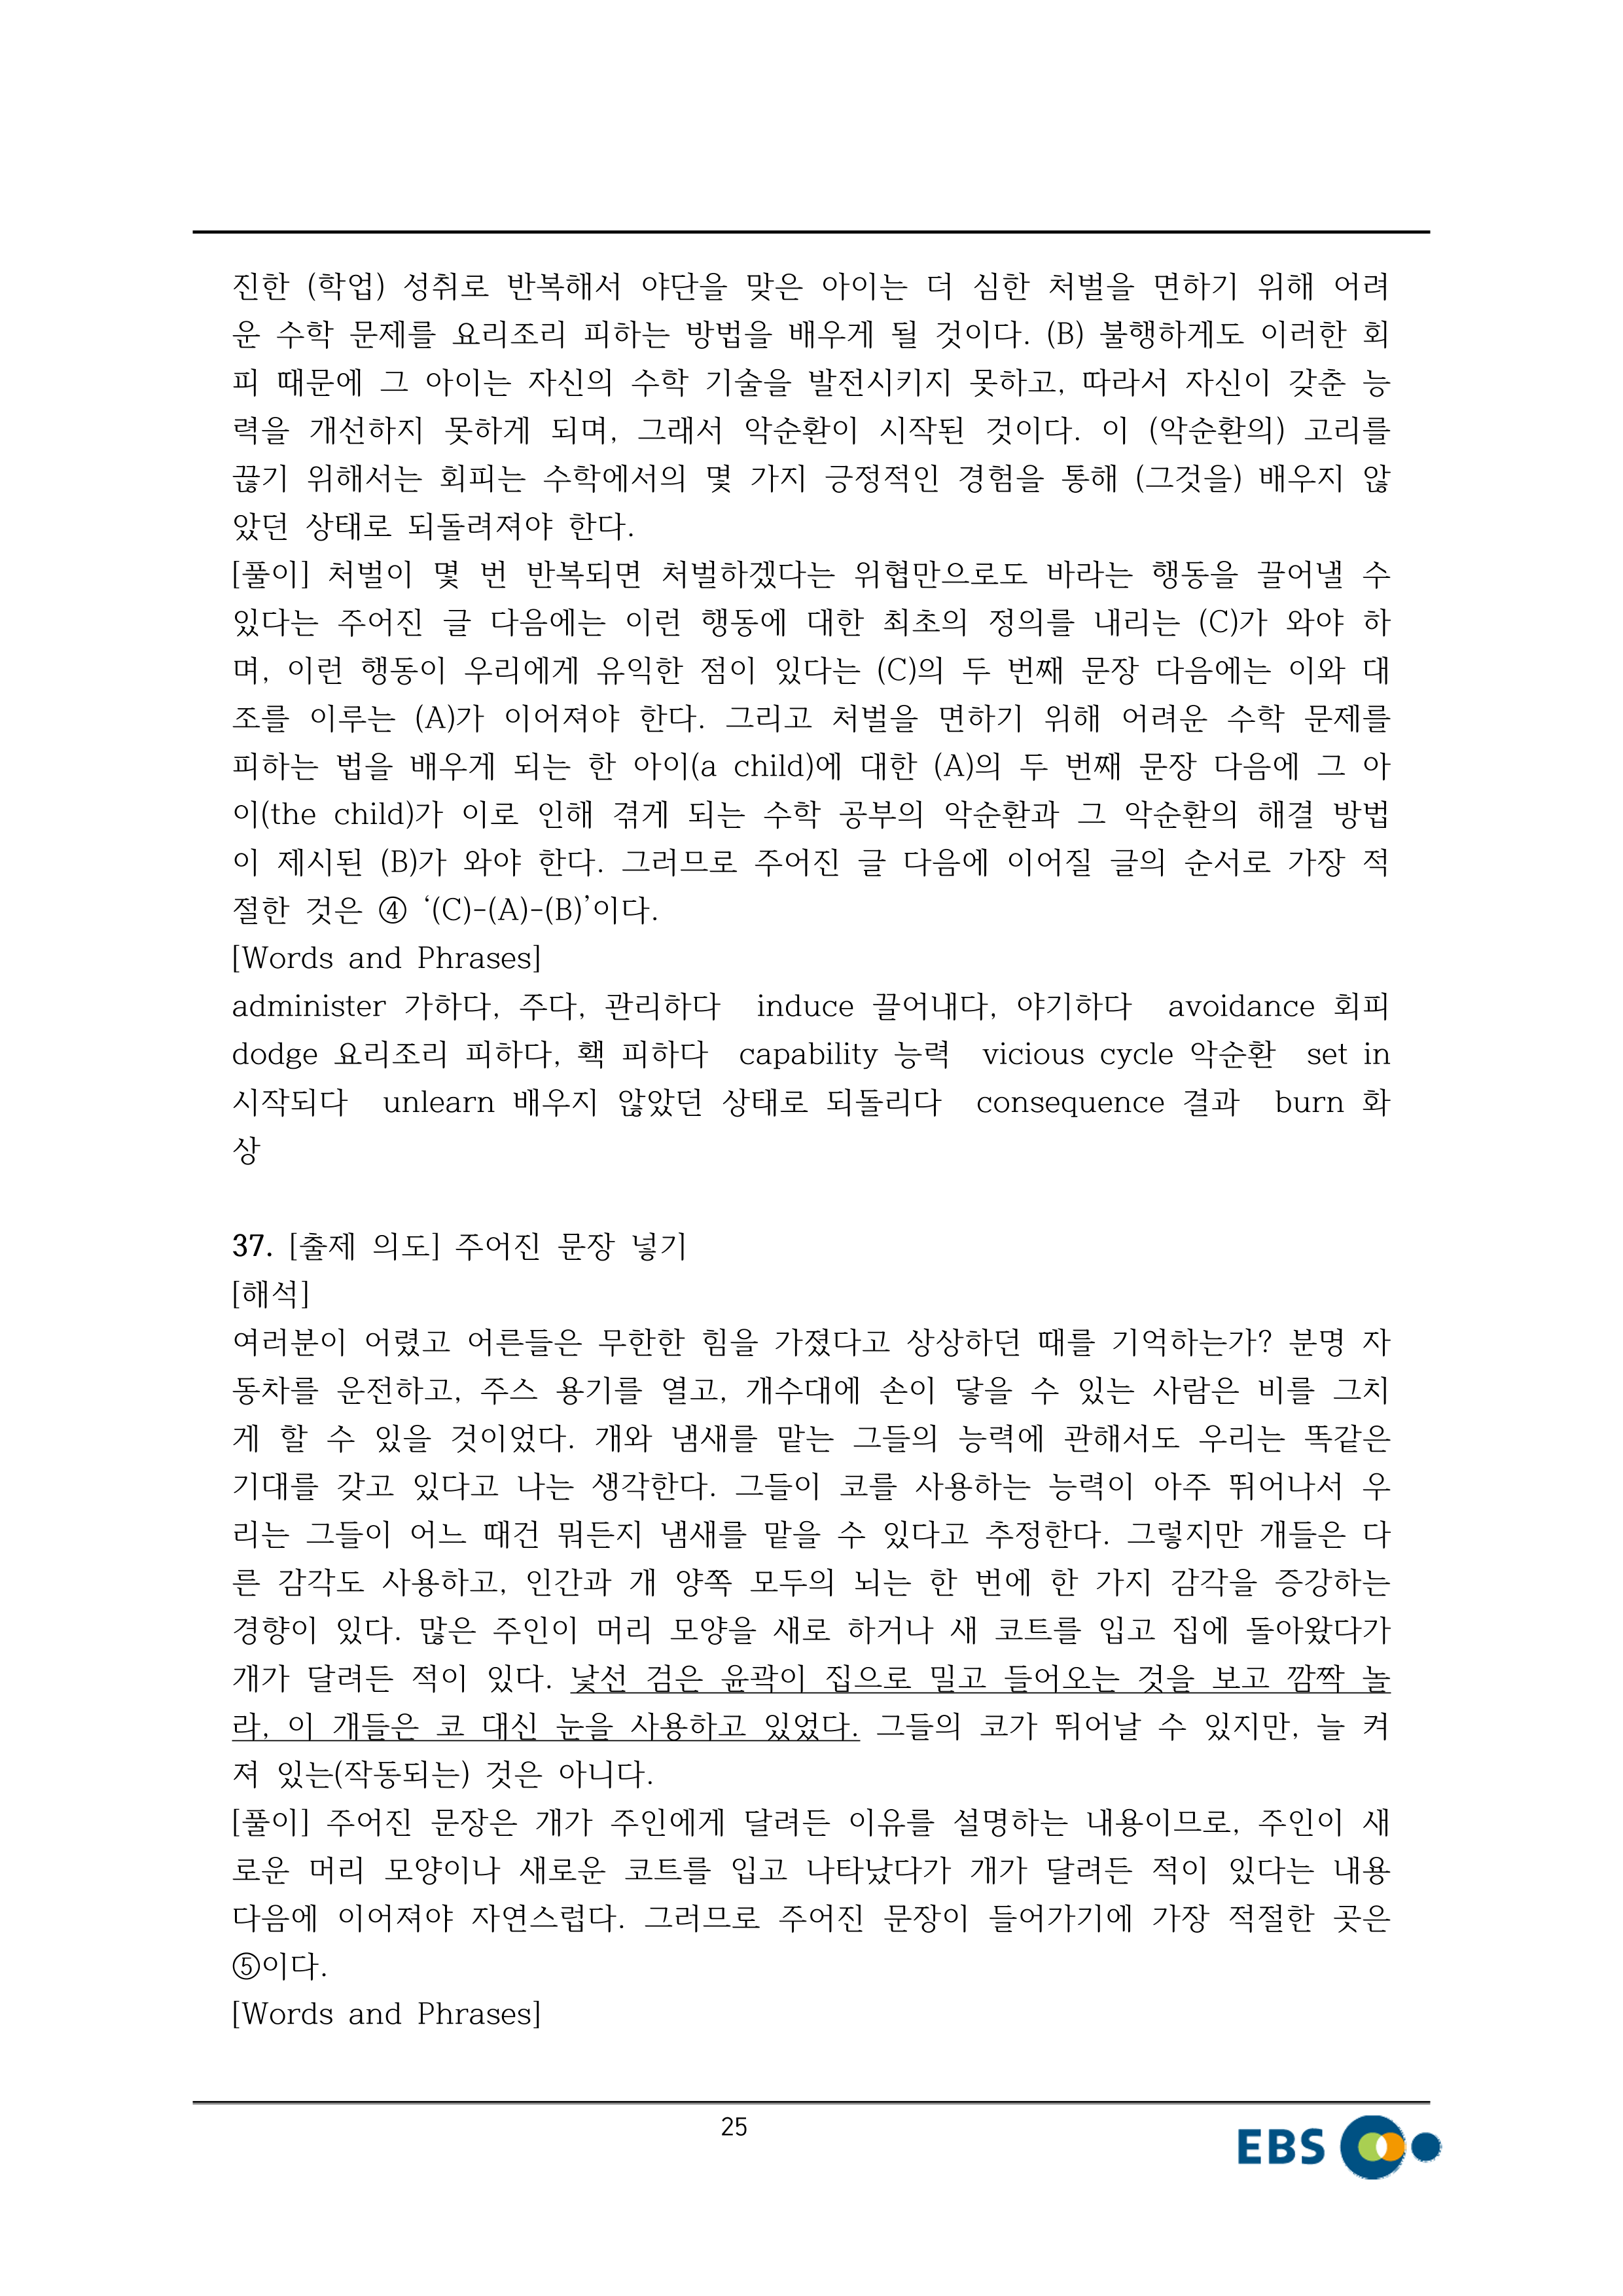 진한 (학업) 성취로 반복해서 야단을 맞은 아이는 더 심한 처벌을 면하기 위해 어려
운 수학 문제를 요리조리 피하는 방법을 배우게 될 것이다. (B) 불행하게도 이러한 회
피 때문에 그 아이는 자신의 수학 기술을 발전시키지 못하고, 따라서 자신이 갖춘 능
력을 개선하지 못하게 되며, 그래서 악순환이 시작된 것이다. 이 (악순환의) 고리를
끊기 위해서는 회피는 수학에서의 몇 가지 긍정적인 경험을 통해 (그것을) 배우지 않
았던 상태로 되돌려져야 한다.
[풀이] 처벌이 몇 번 반복되면 처벌하겠다는 위협만으로도 바라는 행동을 끌어낼 수
있다는 주어진 글 다음에는 이런 행동에 대한 최초의 정의를 내리는 (C)가 와야 하
며, 이런 행동이 우리에게 유익한 점이 있다는 (C)의 두 번째 문장 다음에는 이와 대
조를 이루는 (A)가 이어져야 한다. 그리고 처벌을 면하기 위해 어려운 수학 문제를
피하는 법을 배우게 되는 한 아이(a child)에 대한 (A)의 두 번째 문장 다음에 그 아
이(the child)가 이로 인해 겪게 되는 수학 공부의 악순환과 그 악순환의 해결 방법
이 제시된 (B)가 와야 한다. 그러므로 주어진 글 다음에 이어질 글의 순서로 가장 적
절한 것은 ④ ‘(C)-(A)-(B)’이다.
[Words and Phrases]
administer 가하다, 주다, 관리하다 induce 끌어내다, 야기하다 avoidance 회피
dodge 요리조리 피하다, 홱 피하다 capability 능력 vicious cycle 악순환 set in
시작되다 unlearn 배우지 않았던 상태로 되돌리다 consequence 결과 burn 화
상
37. [출제 의도] 주어진 문장 넣기
[해석]
여러분이 어렸고 어른들은 무한한 힘을 가졌다고 상상하던 때를 기억하는가? 분명 자
동차를 운전하고, 주스 용기를 열고, 개수대에 손이 닿을 수 있는 사람은 비를 그치
게 할 수 있을 것이었다. 개와 냄새를 맡는 그들의 능력에 관해서도 우리는 똑같은
기대를 갖고 있다고 나는 생각한다. 그들이 코를 사용하는 능력이 아주 뛰어나서 우
리는 그들이 어느 때건 뭐든지 냄새를 맡을 수 있다고 추정한다. 그렇지만 개들은 다
른 감각도 사용하고, 인간과 개 양쪽 모두의 뇌는 한 번에 한 가지 감각을 증강하는
경향이 있다. 많은 주인이 머리 모양을 새로 하거나 새 코트를 입고 집에 돌아왔다가
개가 달려든 적이 있다. 낯선 검은 윤곽이 집으로 밀고 들어오는 것을 보고 깜짝 놀
라, 이 개들은 코 대신 눈을 사용하고 있었다. 그들의 코가 뛰어날 수 있지만, 늘 켜
져 있는(작동되는) 것은 아니다.
[풀이] 주어진 문장은 개가 주인에게 달려든 이유를 설명하는 내용이므로, 주인이 새
로운 머리 모양이나 새로운 코트를 입고 나타났다가 개가 달려든 적이 있다는 내용
다음에 이어져야 자연스럽다. 그러므로 주어진 문장이 들어가기에 가장 적절한 곳은
⑤이다.
[Words and Phrases]
25
EBS